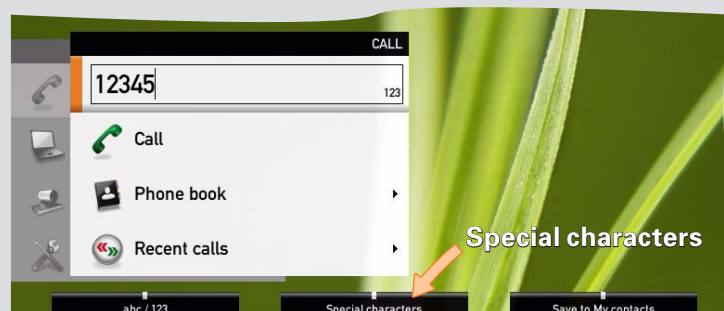 CALL
12345
123
Call
Phone book
Recent calls
Special characters
abc / 123
Special characters
Save to My contacts